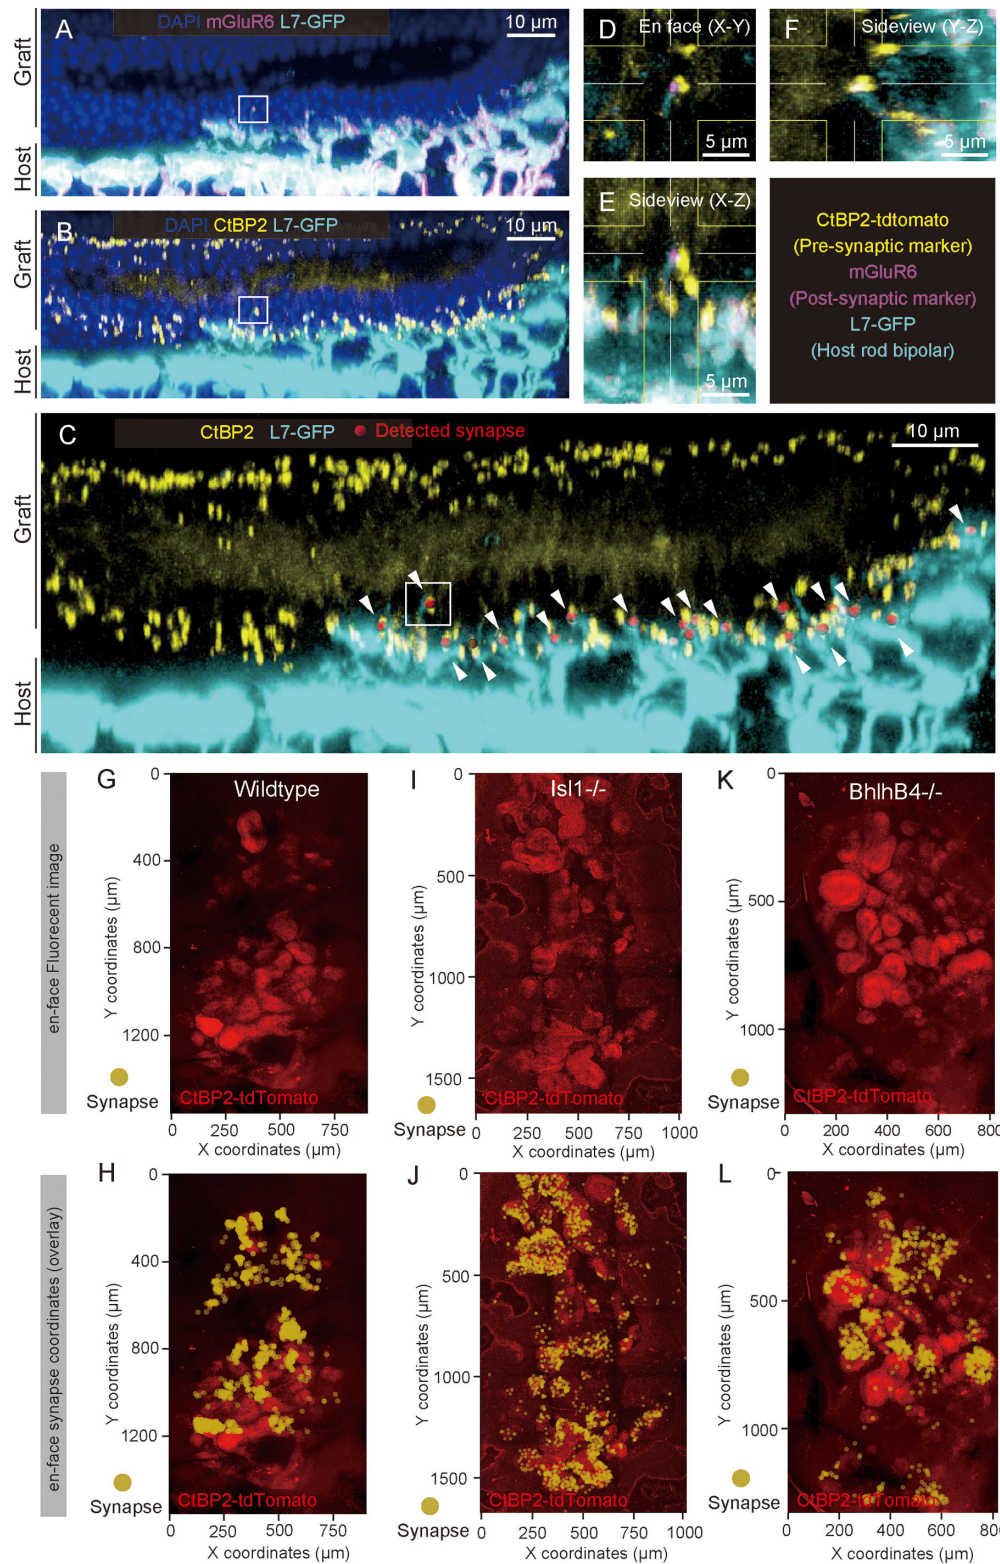 A
DAPI mGluR6 L7-GFP
10 µm
Graft
Host
B
DAPI CtBP2 L7-GFP
10 µm
Graft
Host
D
En face (X-Y)
5 µm
F
Sideview (Y-Z)
5 µm
E
Sideview (X-Z)
5 µm
CtBP2-tdtomato
(Pre-synaptic marker)
mGluR6
(Post-synaptic marker)
L7-GFP
(Host rod bipolar)
C
CtBP2 L7-GFP Detected synapse
10 µm
Graft
Host
en-face Fluorecent image
G
Wildtype
0
400
800
1200
Y coordinates (µm)
Synapse
CtBP2-tdTomato
0 250 500 750
X coordinates (µm)
I
Isl1-/-
0
500
1000
1500
Y coordinates (µm)
Synapse
CtBP2-tdTomato
0 250 500 750 1000
X coordinates (µm)
K
BhlhB4-/-
0
500
1000
Y coordinates (µm)
Synapse
CtBP2-tdTomato
0 200 400 600 800
X coordinates (µm)
en-face synapse coordinates (overlay)
H
0
400
800
1200
Y coordinates (µm)
Synapse
CtBP2-tdTomato
0 250 500 750
X coordinates (µm)
J
0
500
1000
1500
Y coordinates (µm)
Synapse
CtBP2-tdTomato
0 250 500 750 1000
X coordinates (µm)
L
0
500
1000
Y coordinates (µm)
Synapse
CtBP2-tdTomato
0 200 400 600 800
X coordinates (µm)